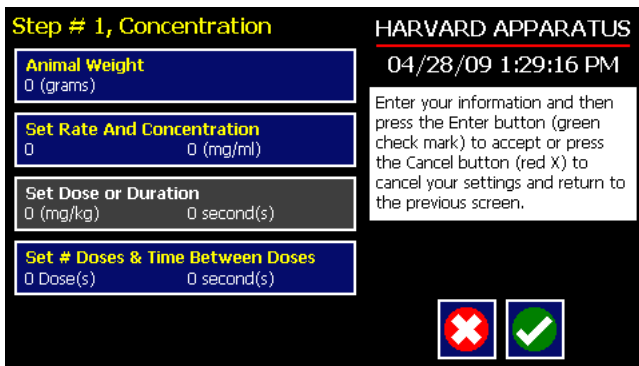 Step # 1, Concentration
Animal Weight
0 (grams)
Set Rate And Concentration
0 0 (mg/ml)
Set Dose or Duration
0 (mg/kg) 0 second(s)
Set # Doses & Time Between Doses
0 Dose(s) 0 second(s)
HARVARD APPARATUS
04/28/09 1:29:16 PM
Enter your information and then
press the Enter button (green
check mark) to accept or press
the Cancel button (red X) to
cancel your settings and return to
the previous screen.